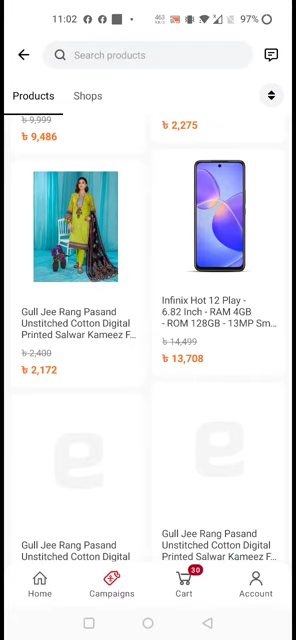 11:02
463
97%
Search products
Products
Shops
৳ 9,999
৳ 9,486
৳ 2,275
Gull Jee Rang Pasand
Unstitched Cotton Digital
Printed Salwar Kameez F...
৳ 2,400
৳ 2,172
Infinix Hot 12 Play -
6.82 Inch - RAM 4GB
- ROM 128GB - 13MP Sm...
৳ 14,499
৳ 13,708
Gull Jee Rang Pasand
Unstitched Cotton Digital
Gull Jee Rang Pasand
Unstitched Cotton Digital
Printed Salwar Kameez F...
Home
Campaigns
30
Cart
Account